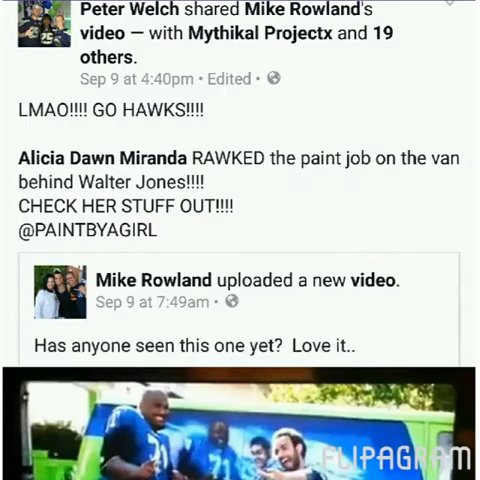 Peter Welch shared Mike Rowland's
video — with Mythikal Projectx and 19
others.
Sep 9 at 4:40pm • Edited •
LMAO!!!! GO HAWKS!!!!
Alicia Dawn Miranda RAWKED the paint job on the van
behind Walter Jones!!!!
CHECK HER STUFF OUT!!!!
@PAINTBYAGIRL
Mike Rowland uploaded a new video.
Sep 9 at 7:49am •
Has anyone seen this one yet? Love it..
71
71
FLIPAGRAM